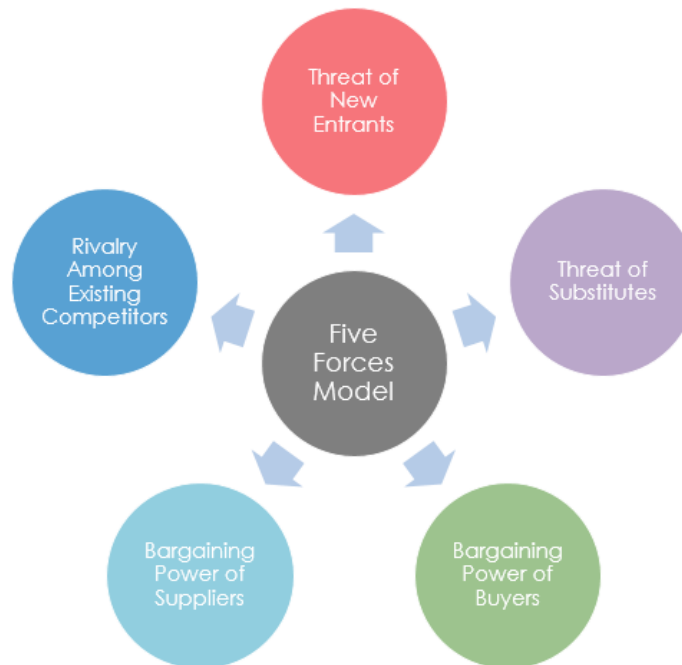 Threat of
New
Entrants
Rivalry
Among
Existing
Competitors
Threat of
Substitutes
Five
Forces
Model
Bargaining
Power of
Suppliers
Bargaining
Power of
Buyers